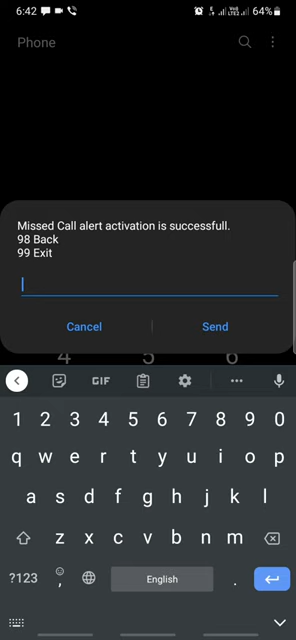 6:42
VoLTE2 64%
Phone
Missed Call alert activation is successfull.
98 Back
99 Exit
Cancel
Send
4 5 6
GIF
1 2 3 4 5 6 7 8 9 0
q w e r t y u i o p
a s d f g h j k l
z x c v b n m
?123 , English .